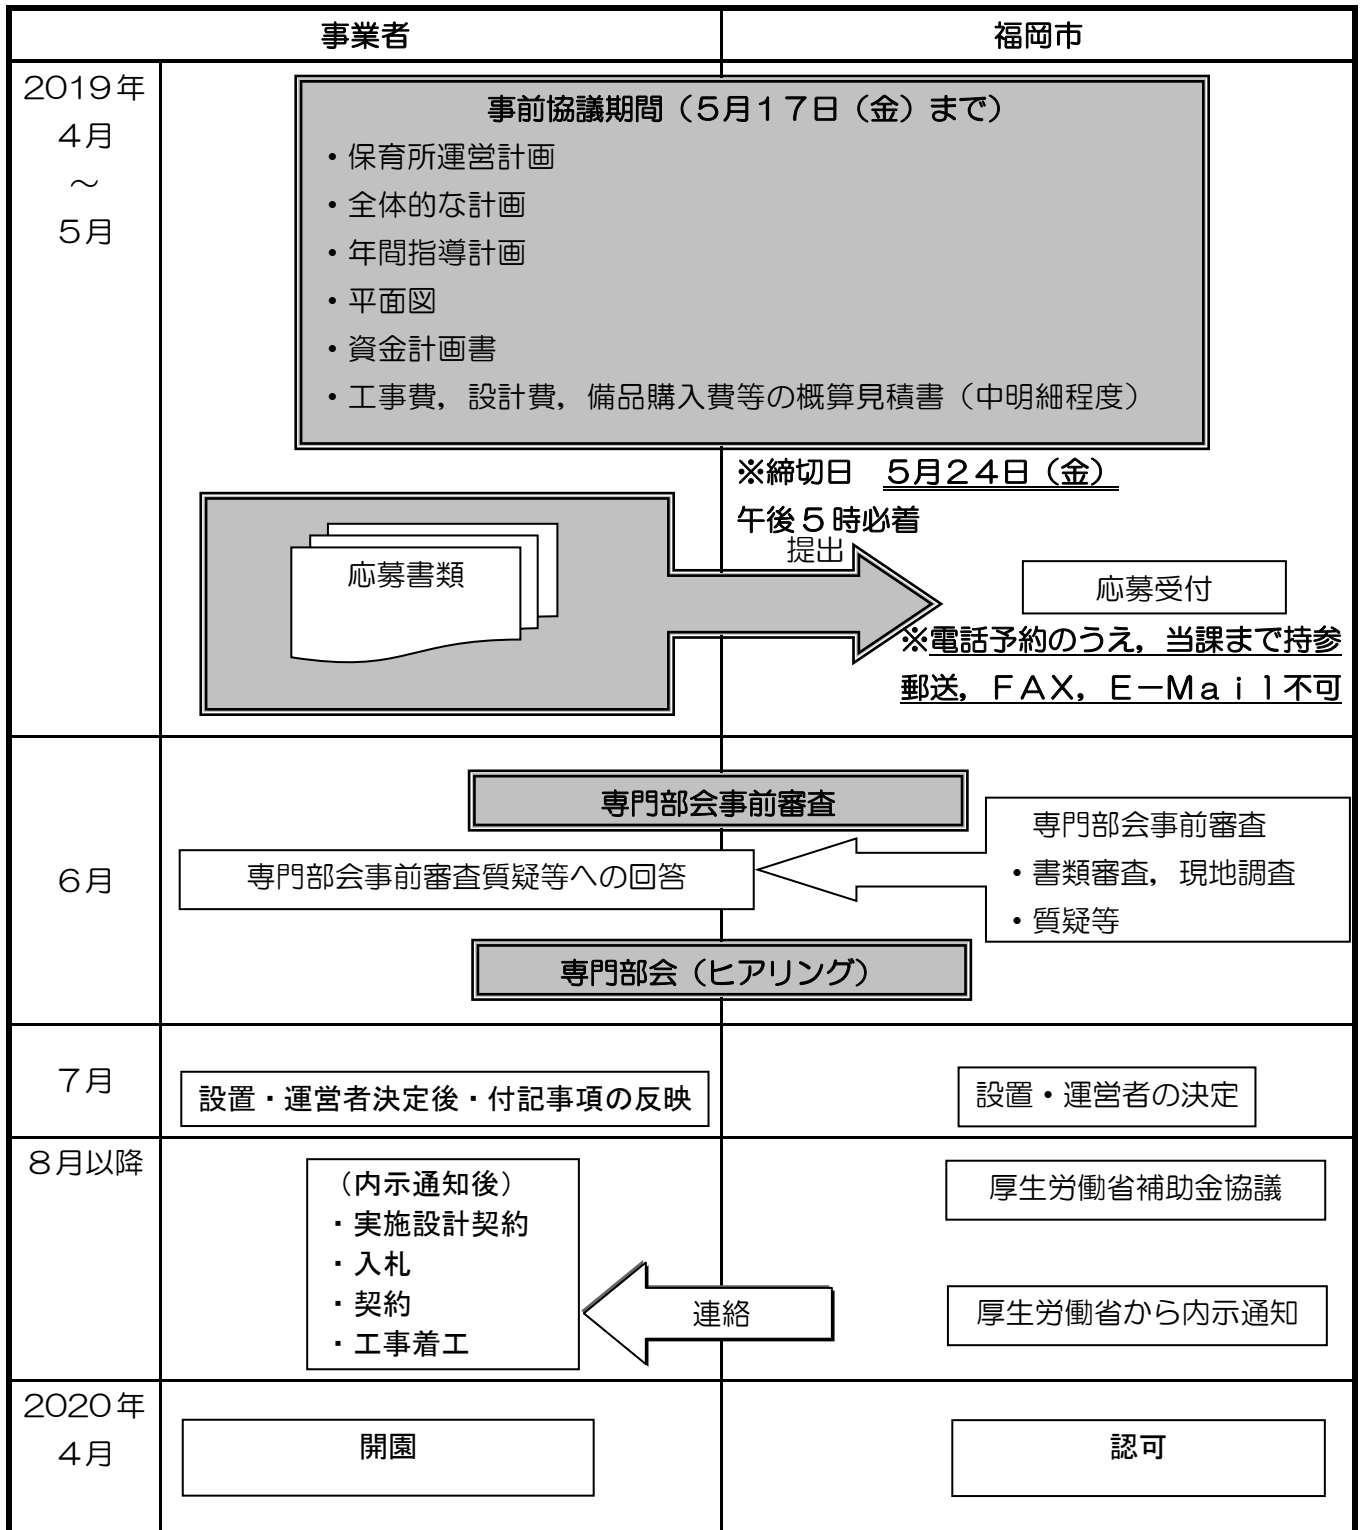 事業者
福岡市
2019年
4月
～
5月
事前協議期間（5月17日（金）まで）
・保育所運営計画
・全体的な計画
・年間指導計画
・平面図
・資金計画書
・工事費，設計費，備品購入費等の概算見積書（中明細程度）
※締切日　5月24日（金）
午後5時必着
提出
応募書類
応募受付
※電話予約のうえ，当課まで持参
郵送，FAX，E－Mail不可
6月
専門部会事前審査
専門部会事前審査
・書類審査，現地調査
・質疑等
専門部会事前審査質疑等への回答
専門部会（ヒアリング）
7月
設置・運営者決定後・付記事項の反映
設置・運営者の決定
8月以降
（内示通知後）
・実施設計契約
・入札
・契約
・工事着工
厚生労働省補助金協議
連絡
厚生労働省から内示通知
2020年
4月
開園
認可